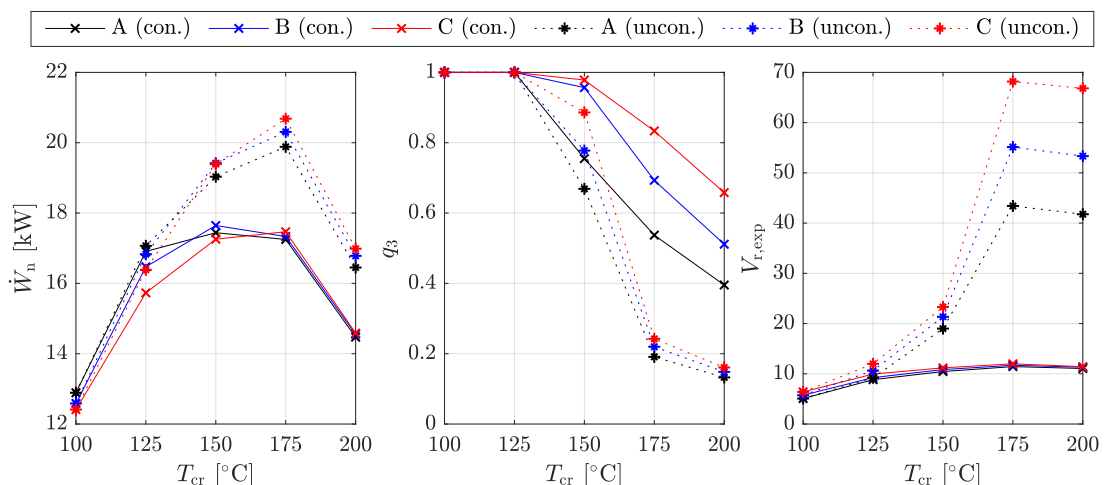 A (con.) B (con.) C (con.) A (uncon.) B (uncon.) C (uncon.)
22
20
18
16
14
12
Ẇn [kW]
100 125 150 175 200
Tcr [°C]
1
0.8
0.6
0.4
0.2
0
q3
100 125 150 175 200
Tcr [°C]
70
60
50
40
30
20
10
0
Vr,exp
100 125 150 175 200
Tcr [°C]